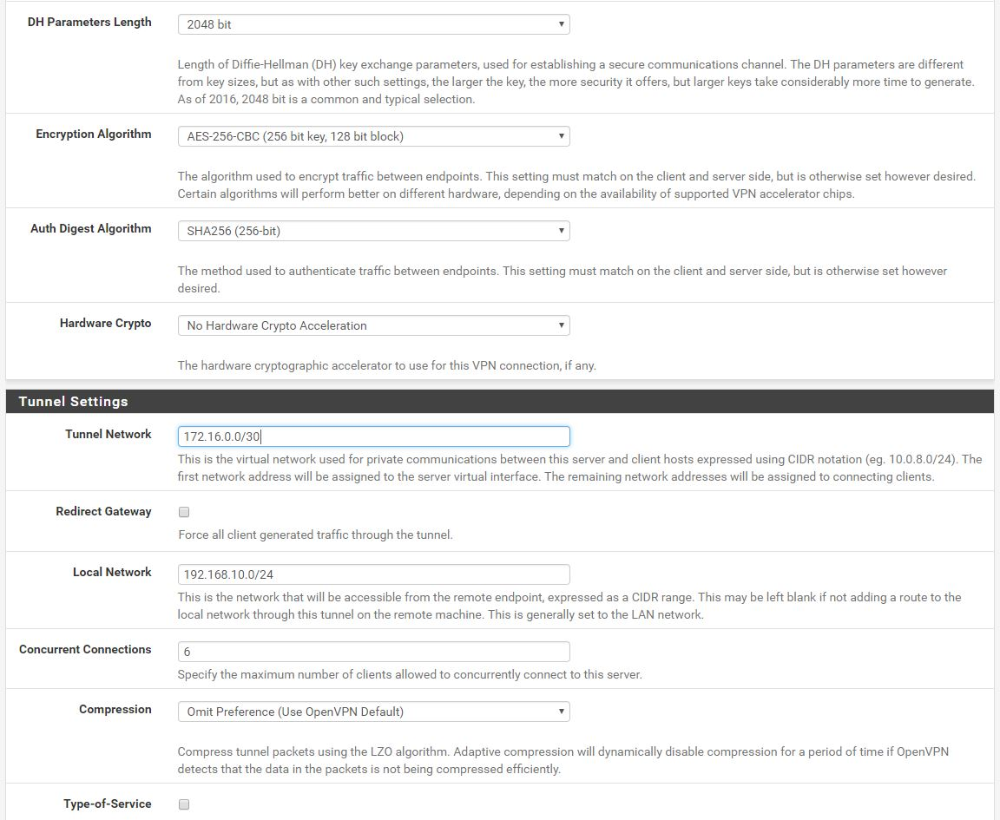 DH Parameters Length
2048 bit
Length of Diffie-Hellman (DH) key exchange parameters, used for establishing a secure communications channel. The DH parameters are different
from key sizes, but as with other such settings, the larger the key, the more security it offers, but larger keys take considerably more time to generate.
As of 2016, 2048 bit is a common and typical selection.
Encryption Algorithm
AES-256-CBC (256 bit key, 128 bit block)
The algorithm used to encrypt traffic between endpoints. This setting must match on the client and server side, but is otherwise set however desired.
Certain algorithms will perform better on different hardware, depending on the availability of supported VPN accelerator chips.
Auth Digest Algorithm
SHA256 (256-bit)
The method used to authenticate traffic between endpoints. This setting must match on the client and server side, but is otherwise set however
desired.
Hardware Crypto
No Hardware Crypto Acceleration
The hardware cryptographic accelerator to use for this VPN connection, if any.
Tunnel Settings
Tunnel Network
172.16.0.0/30
This is the virtual network used for private communications between this server and client hosts expressed using CIDR notation (eg. 10.0.8.0/24). The
first network address will be assigned to the server virtual interface. The remaining network addresses will be assigned to connecting clients.
Redirect Gateway
Force all client generated traffic through the tunnel.
Local Network
192.168.10.0/24
This is the network that will be accessible from the remote endpoint, expressed as a CIDR range. This may be left blank if not adding a route to the
local network through this tunnel on the remote machine. This is generally set to the LAN network.
Concurrent Connections
6
Specify the maximum number of clients allowed to concurrently connect to this server.
Compression
Omit Preference (Use OpenVPN Default)
Compress tunnel packets using the LZO algorithm. Adaptive compression will dynamically disable compression for a period of time if OpenVPN
detects that the data in the packets is not being compressed efficiently.
Type-of-Service